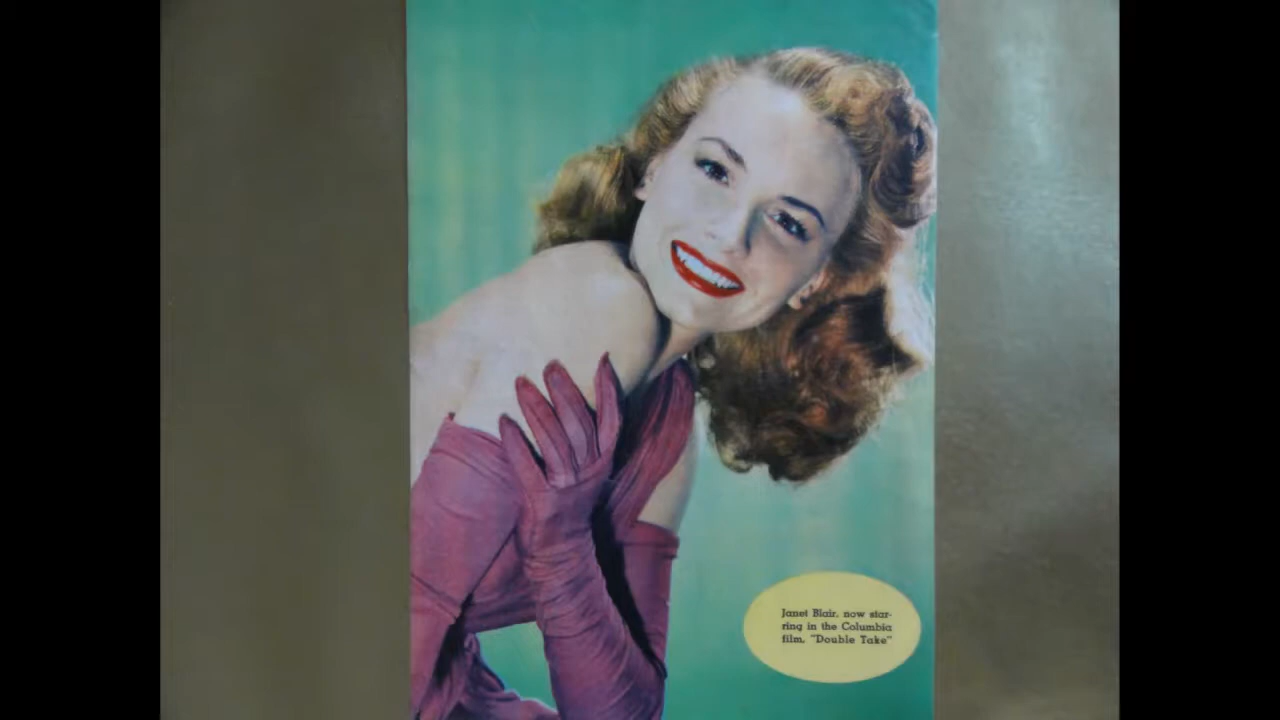 Janet Blair, now star-
ring in the Columbia
film, "Double Take"